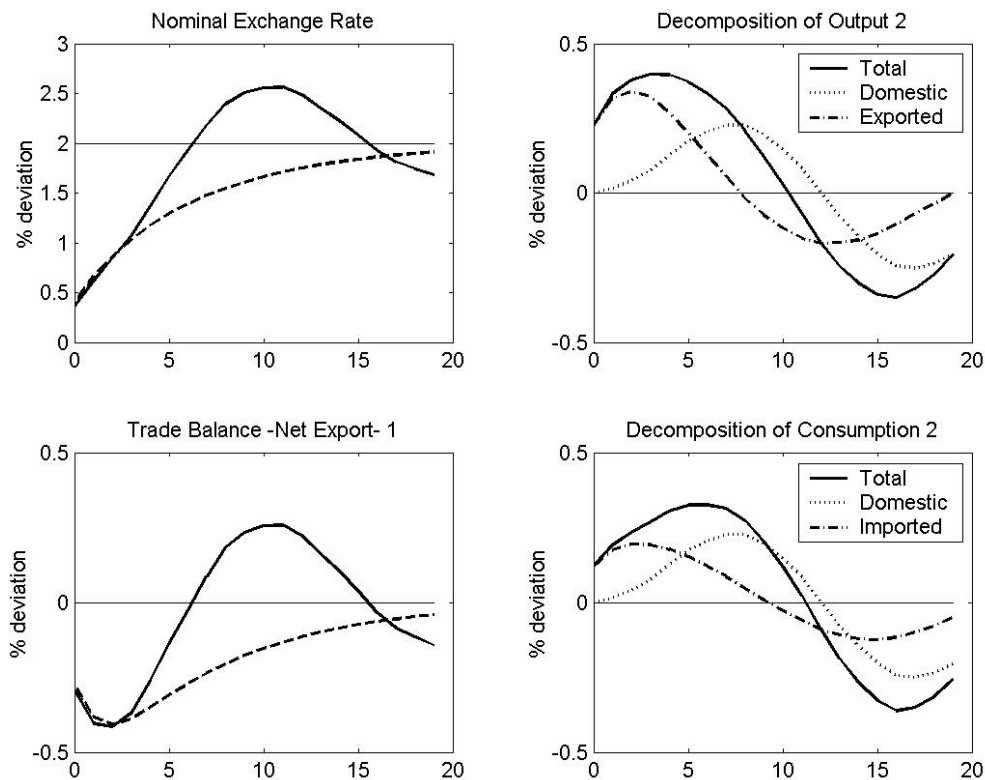 Nominal Exchange Rate
3
2.5
2
1.5
1
0.5
0
% deviation
0 5 10 15 20
Decomposition of Output 2
0.5
0
-0.5
% deviation
Total
Domestic
Exported
0 5 10 15 20
Trade Balance -Net Export- 1
0.5
0
-0.5
% deviation
0 5 10 15 20
Decomposition of Consumption 2
0.5
0
-0.5
% deviation
Total
Domestic
Imported
0 5 10 15 20